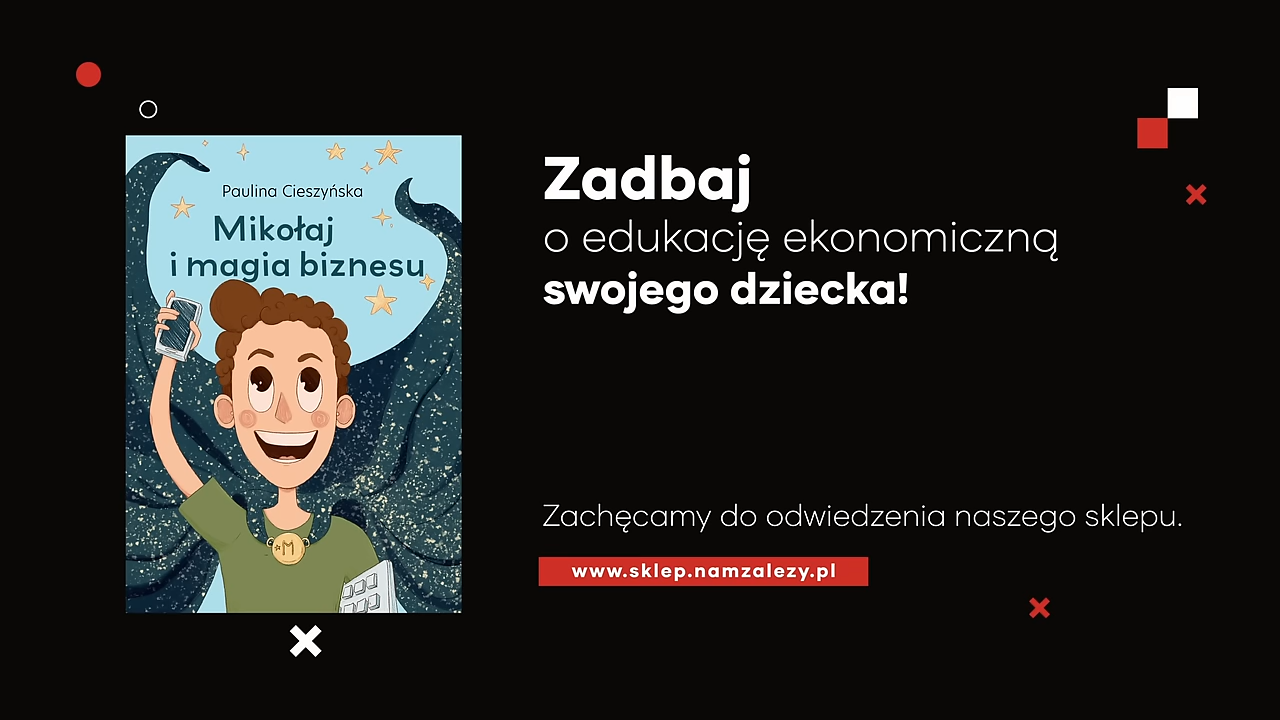 Paulina Cieszyńska
Mikołaj
i magia biznesu
M
Zadbaj
o edukację ekonomiczną
swojego dziecka!
Zachęcamy do odwiedzenia naszego sklepu.
www.sklep.namzalezy.pl